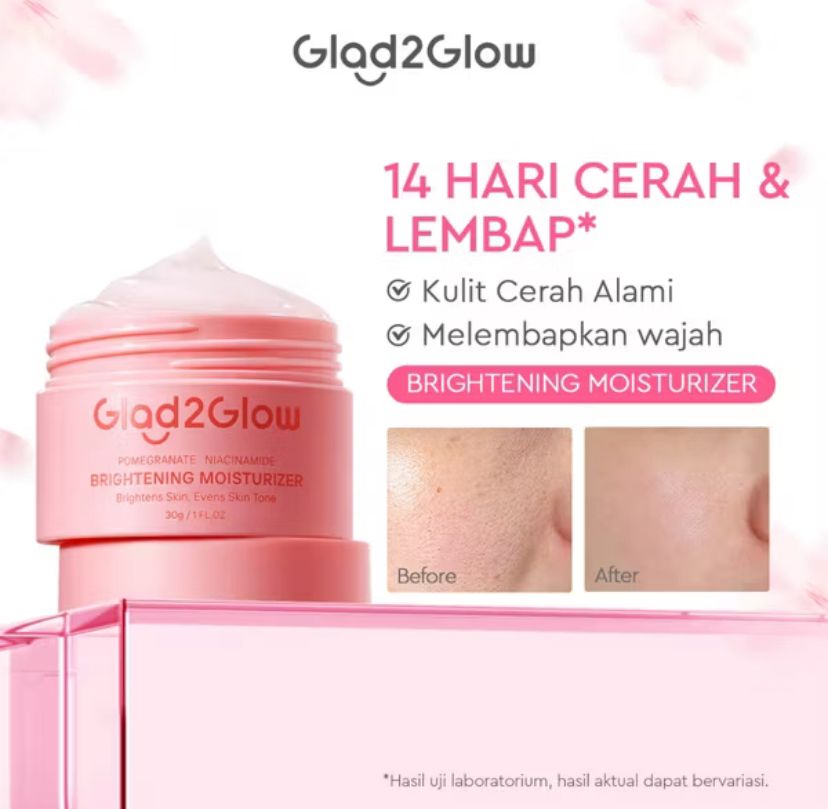 Glad2Glow
14 HARI CERAH &
LEMBAP*
Kulit Cerah Alami
Melembapkan wajah
BRIGHTENING MOISTURIZER
Glad2Glow
POMEGRANATE NIACINAMIDE
BRIGHTENING MOISTURIZER
Brightens Skin, Evens Skin Tone
30g / 1 FL.OZ
Before
After
*Hasil uji laboratorium, hasil aktual dapat bervariasi.